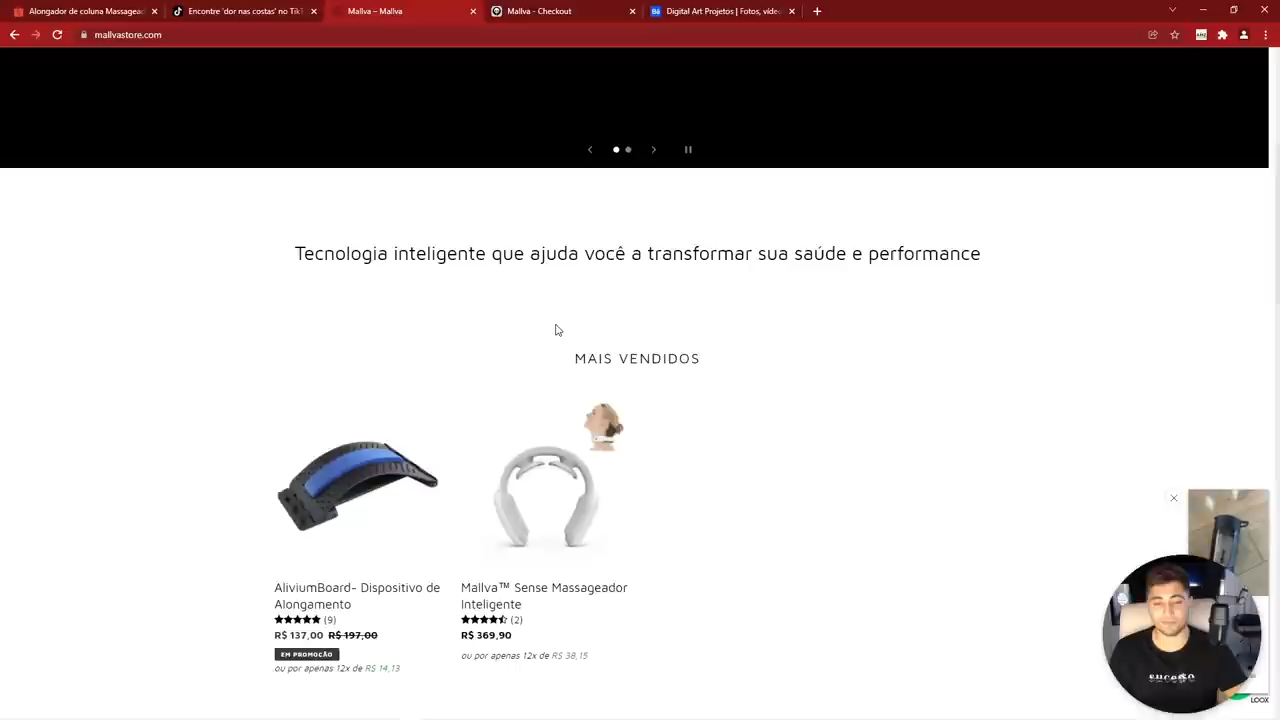 Alongador de coluna Massagead
Encontre 'dor nas costas' no TikT
Mallva – Mallva
Mallva - Checkout
Digital Art Projetos | Fotos, víde
mallvastore.com
Tecnologia inteligente que ajuda você a transformar sua saúde e performance
MAIS VENDIDOS
AliviumBoard- Dispositivo de
Alongamento
(9)
R$ 137,00 R$ 197,00
EM PROMOÇÃO
ou por apenas 12x de R$ 14,13
Mallva™ Sense Massageador
Inteligente
(2)
R$ 369,90
ou por apenas 12x de R$ 38,15
sucesso
LOOX